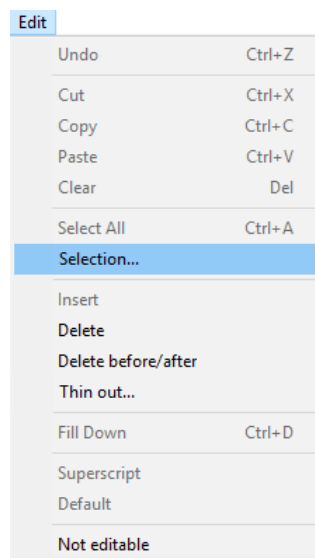 Edit
Undo Ctrl+Z
Cut Ctrl+X
Copy Ctrl+C
Paste Ctrl+V
Clear Del
Select All Ctrl+A
Selection...
Insert
Delete
Delete before/after
Thin out...
Fill Down Ctrl+D
Superscript
Default
Not editable